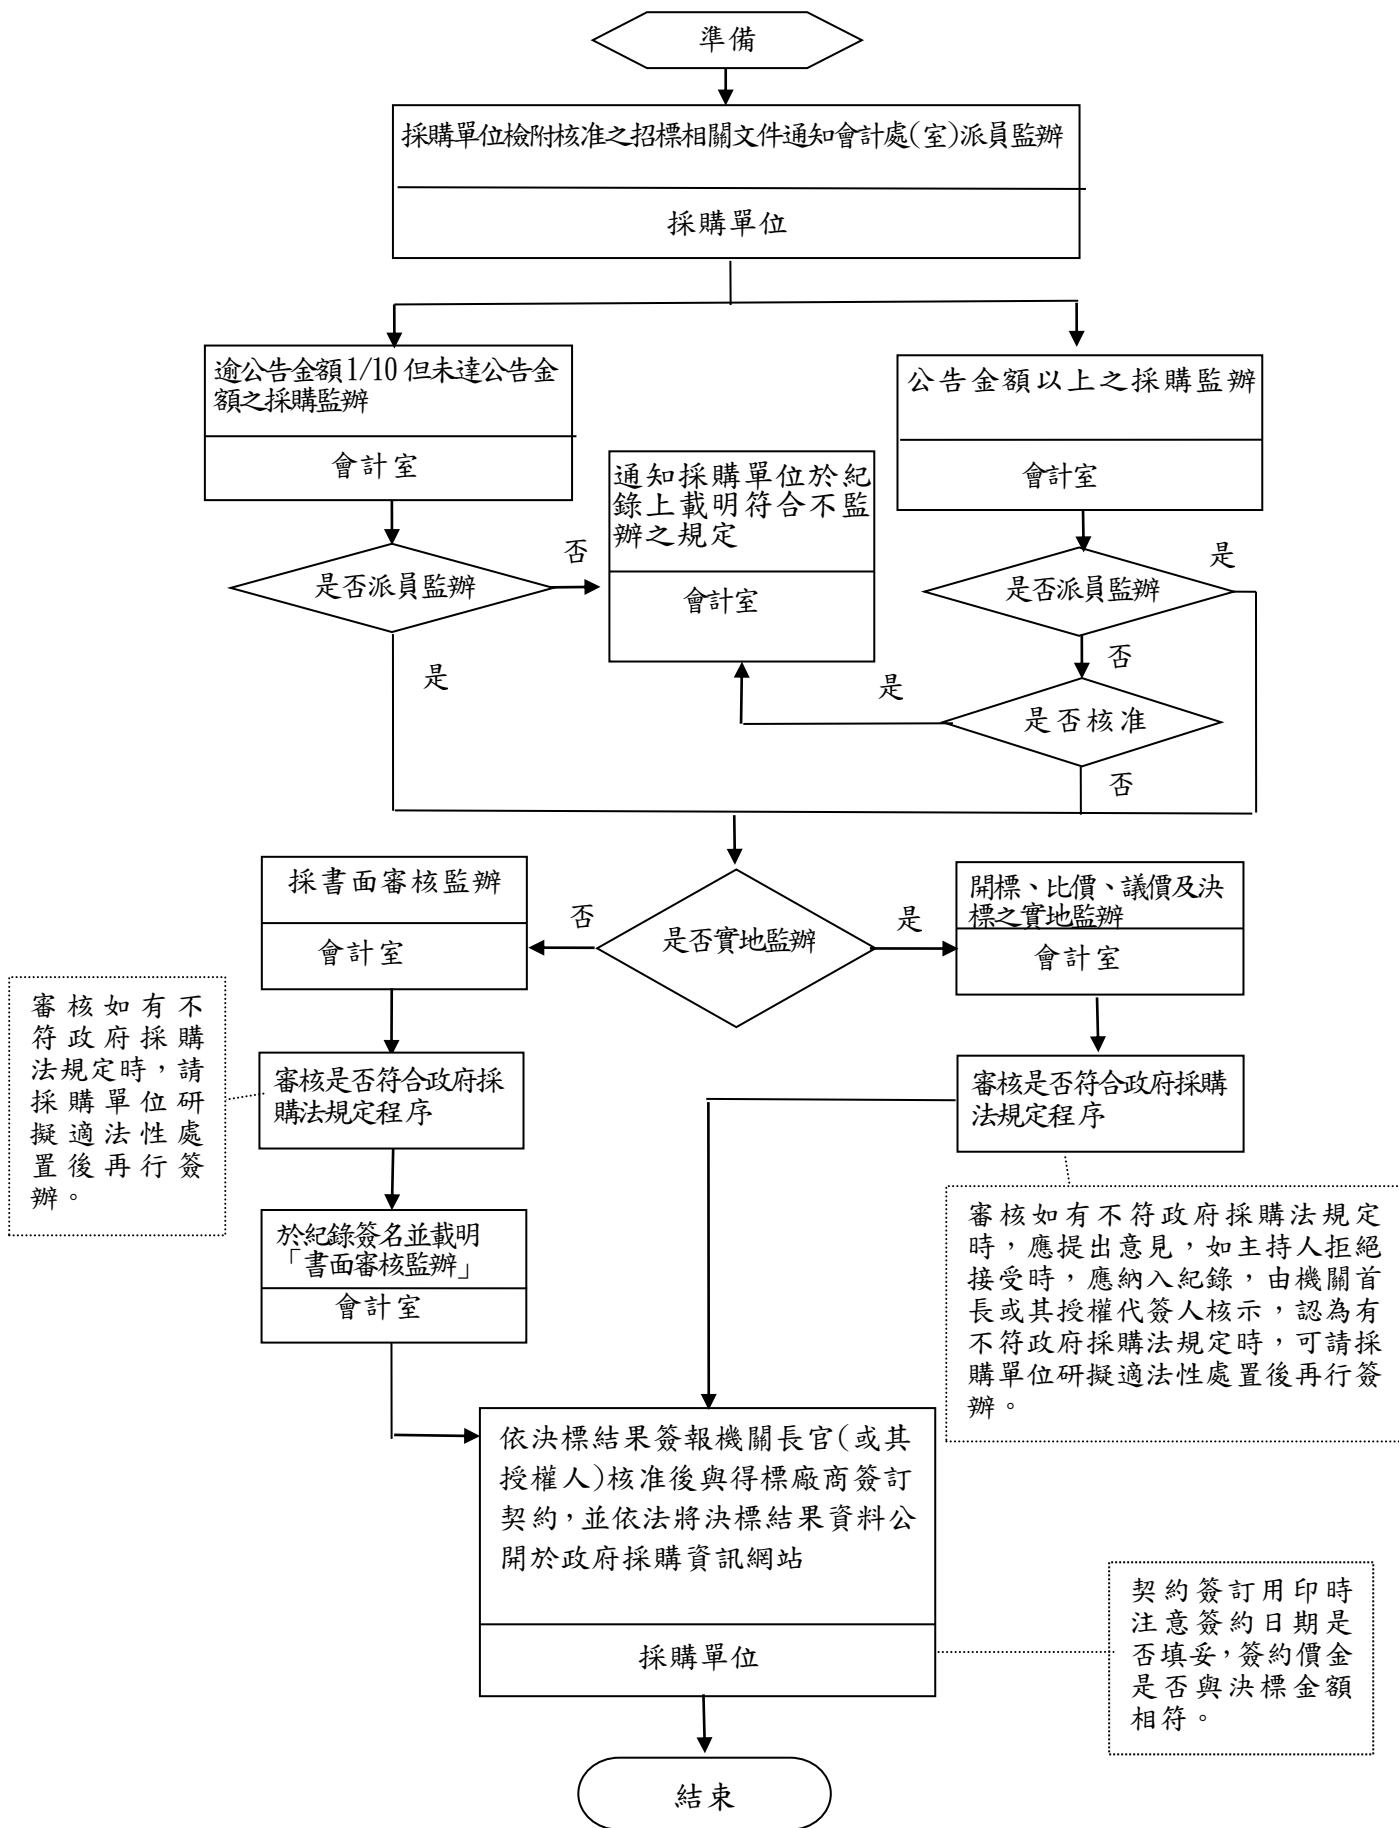 準備
採購單位檢附核准之招標相關文件通知會計處(室)派員監辦
採購單位
逾公告金額1/10但未達公告金
額之採購監辦
會計室
公告金額以上之採購監辦
會計室
通知採購單位於紀
錄上載明符合不監
辦之規定
會計室
是否派員監辦
否
是
是否派員監辦
是
否
是否核准
是
否
採書面審核監辦
會計室
否
是否實地監辦
是
開標、比價、議價及決
標之實地監辦
會計室
審核如有不
符政府採購
法規定時，請
採購單位研
擬適法性處
置後再行簽
辦。
審核是否符合政府採
購法規定程序
審核是否符合政府採購
法規定程序
於紀錄簽名並載明
「書面審核監辦」
會計室
審核如有不符政府採購法規定
時，應提出意見，如主持人拒絕
接受時，應納入紀錄，由機關首
長或其授權代簽人核示，認為有
不符政府採購法規定時，可請採
購單位研擬適法性處置後再行簽
辦。
依決標結果簽報機關長官(或其
授權人)核准後與得標廠商簽訂
契約，並依法將決標結果資料公
開於政府採購資訊網站
採購單位
契約簽訂用印時
注意簽約日期是
否填妥，簽約價金
是否與決標金額
相符。
結束